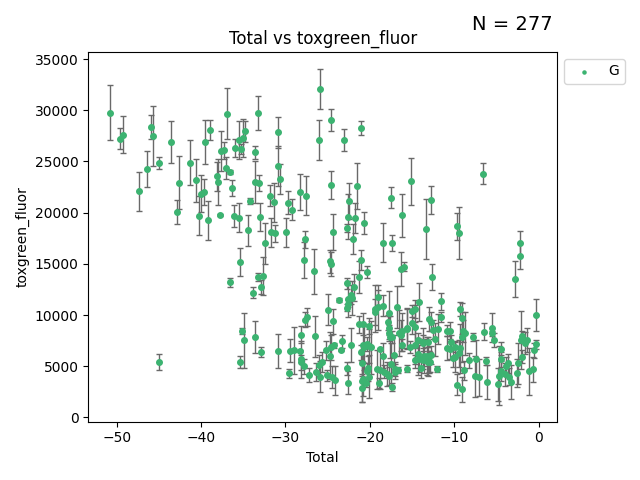 N = 277
Total vs toxgreen_fluor
G
35000
30000
25000
20000
15000
10000
5000
0
toxgreen_fluor
−50 −40 −30 −20 −10 0
Total